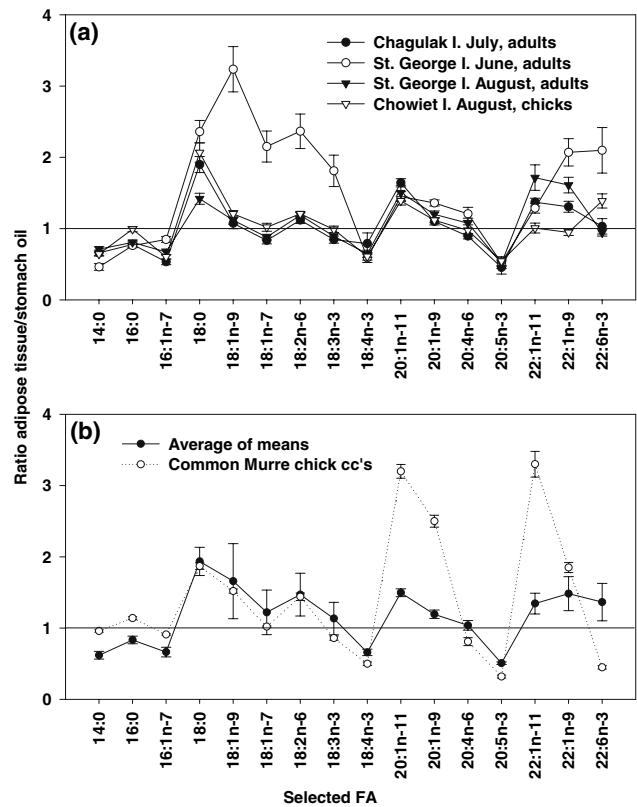 (a)
Chagulak I. July, adults
St. George I. June, adults
St. George I. August, adults
Chowiet I. August, chicks
4
3
2
1
0
14:0
16:0
16:1n-7
18:0
18:1n-9
18:1n-7
18:2n-6
18:3n-3
18:4n-3
20:1n-11
20:1n-9
20:4n-6
20:5n-3
22:1n-11
22:1n-9
22:6n-3
Ratio adipose tissue/stomach oil
(b)
Average of means
Common Murre chick cc's
4
3
2
1
0
14:0
16:0
16:1n-7
18:0
18:1n-9
18:1n-7
18:2n-6
18:3n-3
18:4n-3
20:1n-11
20:1n-9
20:4n-6
20:5n-3
22:1n-11
22:1n-9
22:6n-3
Selected FA